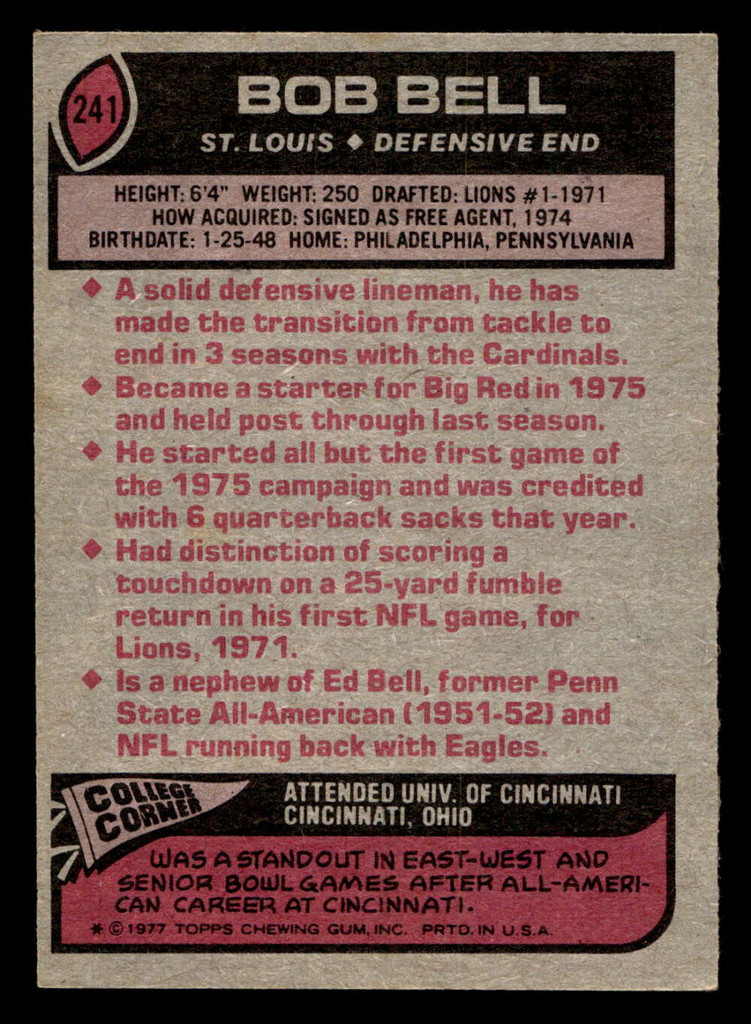 241
BOB BELL
ST. LOUIS ♦ DEFENSIVE END
HEIGHT: 6'4" WEIGHT: 250 DRAFTED: LIONS #1-1971
HOW ACQUIRED: SIGNED AS FREE AGENT, 1974
BIRTHDATE: 1-25-48 HOME: PHILADELPHIA, PENNSYLVANIA
♦ A solid defensive lineman, he has
made the transition from tackle to
end in 3 seasons with the Cardinals.
♦ Became a starter for Big Red in 1975
and held post through last season.
♦ He started all but the first game of
the 1975 campaign and was credited
with 6 quarterback sacks that year.
♦ Had distinction of scoring a
touchdown on a 25-yard fumble
return in his first NFL game, for
Lions, 1971.
♦ Is a nephew of Ed Bell, former Penn
State All-American (1951-52) and
NFL running back with Eagles.
COLLEGE
CORNER
ATTENDED UNIV. OF CINCINNATI
CINCINNATI, OHIO
WAS A STANDOUT IN EAST-WEST AND
SENIOR BOWL GAMES AFTER ALL-AMERI-
CAN CAREER AT CINCINNATI.
* © 1977 TOPPS CHEWING GUM, INC. PRTD. IN U.S.A.